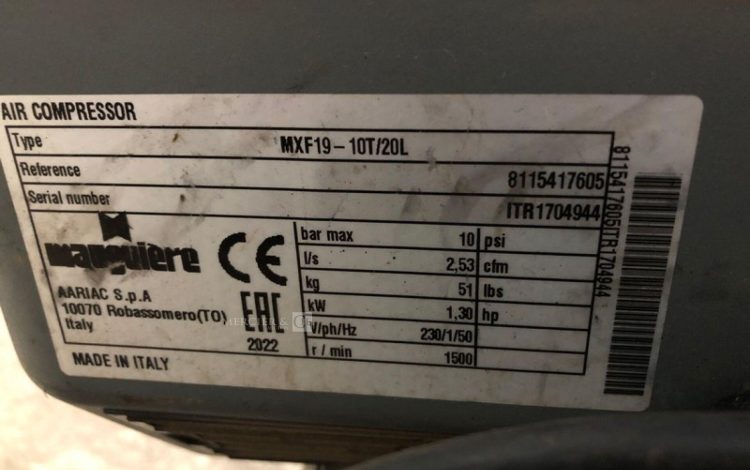 AIR COMPRESSOR
Type MXF19-10T/20L
Reference 8115417605
Serial number ITR1704944
8115417605ITR1704944
mauguière
AARIAC S.p.A
10070 Robassomero(TO)
Italy
CE
EAC
2022
MADE IN ITALY
bar max 10 psi
l/s 2,53 cfm
kg 51 lbs
kW 1,30 hp
V/ph/Hz 230/1/50
r / min 1500